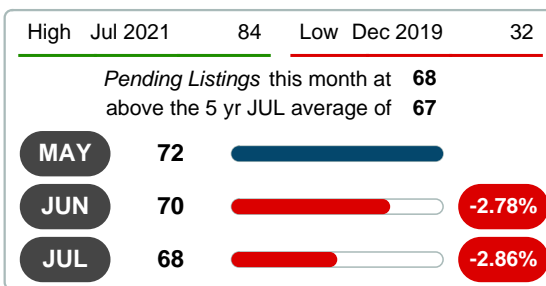 High Jul 2021 84 Low Dec 2019 32
Pending Listings this month at 68
above the 5 yr JUL average of 67
MAY 72
JUN 70 -2.78%
JUL 68 -2.86%